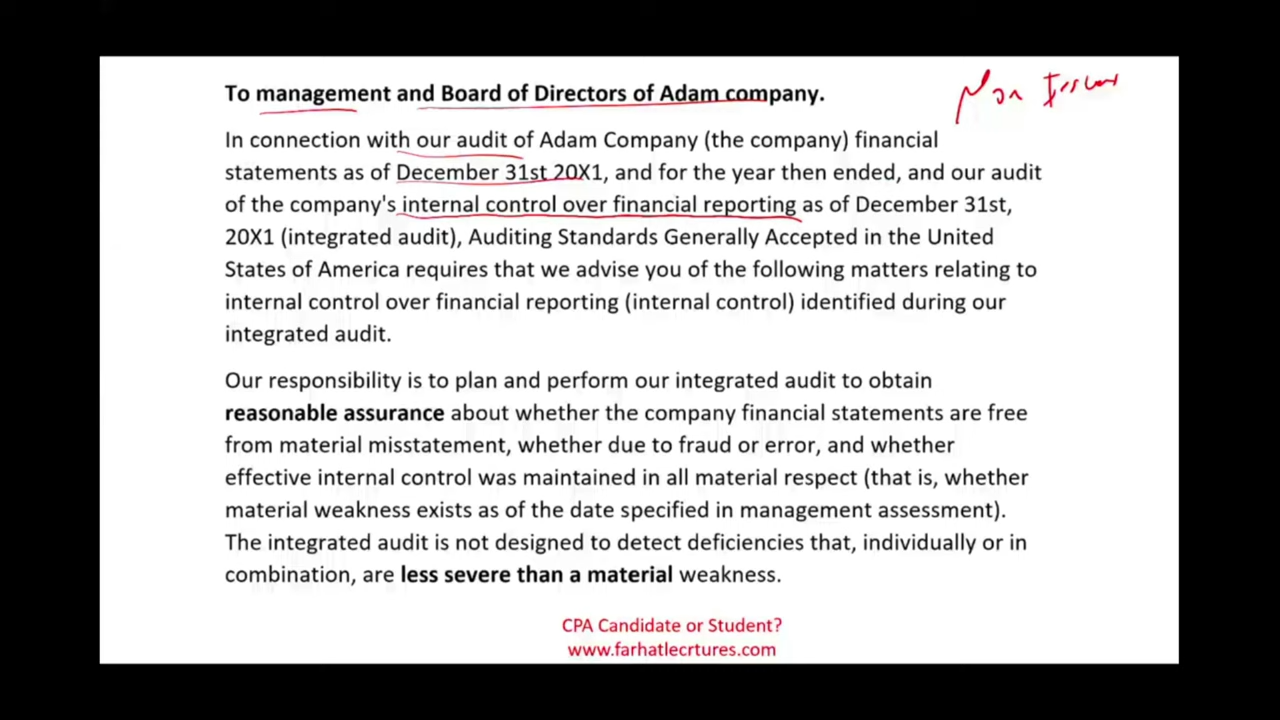 To management and Board of Directors of Adam company.
Non Issuer
In connection with our audit of Adam Company (the company) financial
statements as of December 31st 20X1, and for the year then ended, and our audit
of the company's internal control over financial reporting as of December 31st,
20X1 (integrated audit), Auditing Standards Generally Accepted in the United
States of America requires that we advise you of the following matters relating to
internal control over financial reporting (internal control) identified during our
integrated audit.
Our responsibility is to plan and perform our integrated audit to obtain
reasonable assurance about whether the company financial statements are free
from material misstatement, whether due to fraud or error, and whether
effective internal control was maintained in all material respect (that is, whether
material weakness exists as of the date specified in management assessment).
The integrated audit is not designed to detect deficiencies that, individually or in
combination, are less severe than a material weakness.
CPA Candidate or Student?
www.farhatlecrtures.com